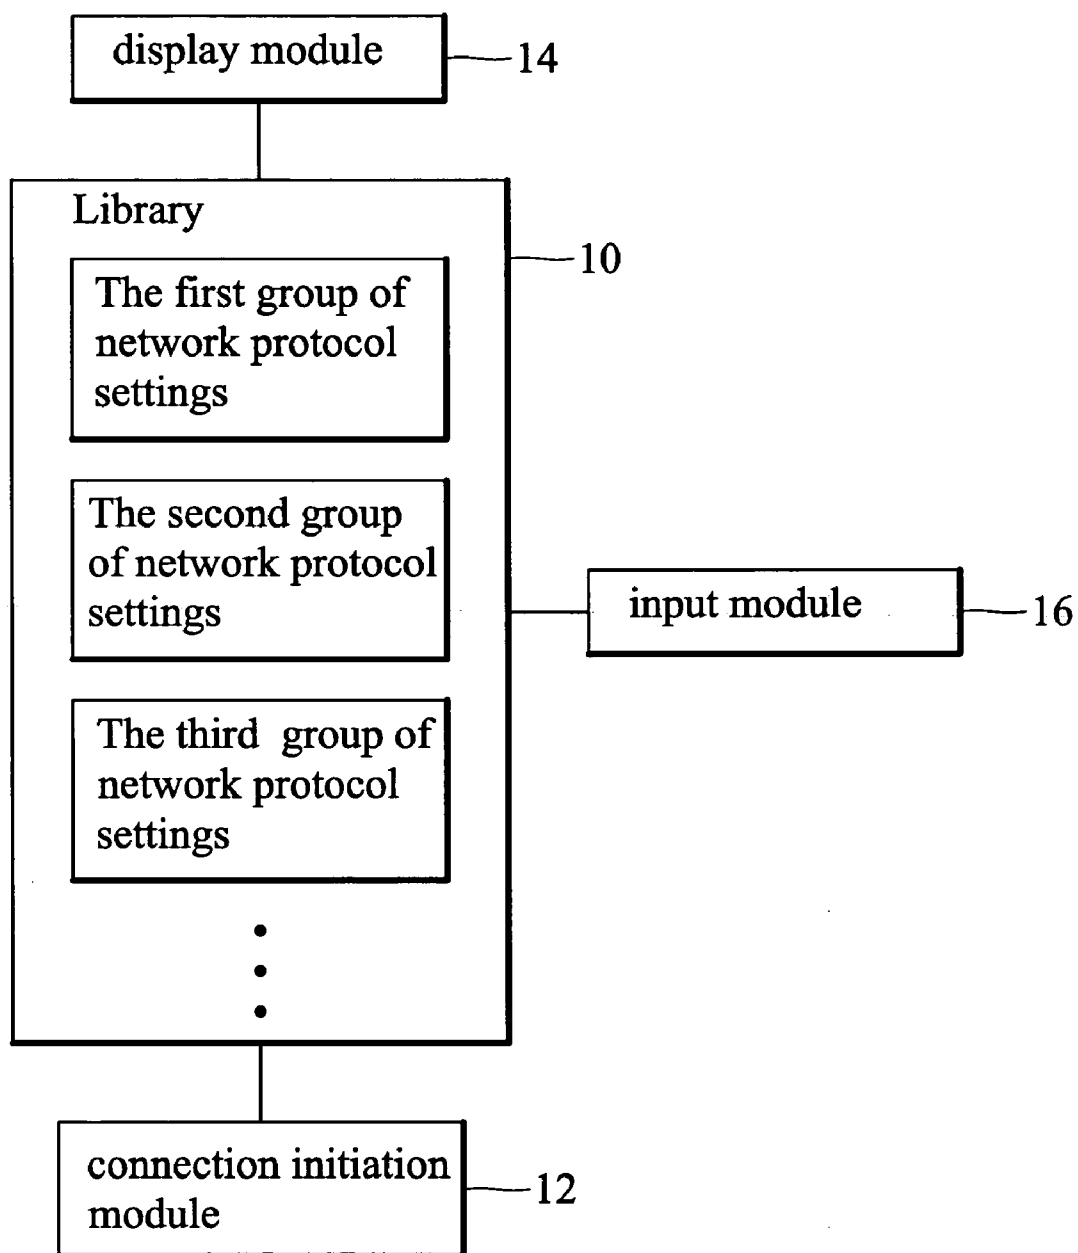 display module
14
Library
10
The first group of
network protocol
settings
The second group
of network protocol
settings
input module
16
The third group of
network protocol
settings
connection initiation
module
12